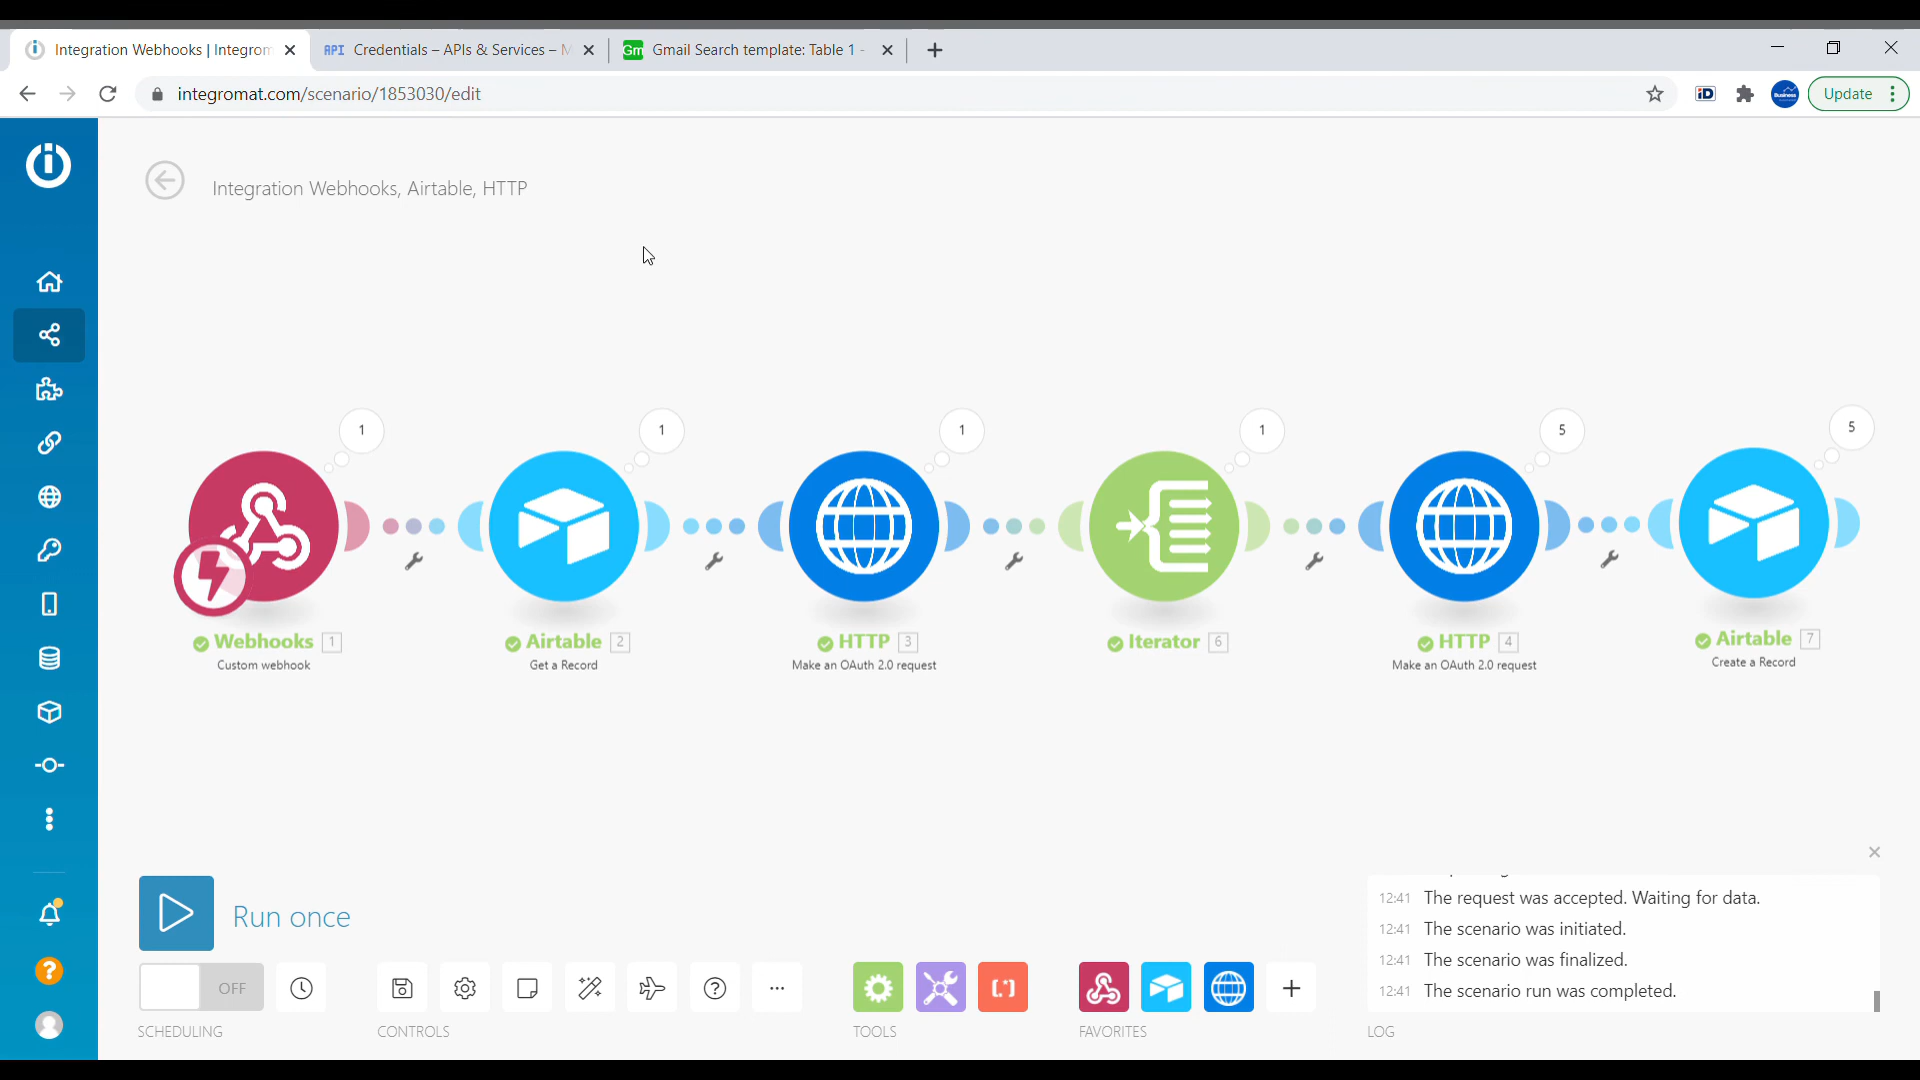 Integration Webhooks | Integrom
API Credentials – APIs & Services – M
Gm Gmail Search template: Table 1 -
integromat.com/scenario/1853030/edit
iD
Business
Update
Integration Webhooks, Airtable, HTTP
1
1
1
1
5
5
Webhooks 1
Custom webhook
Airtable 2
Get a Record
HTTP 3
Make an OAuth 2.0 request
Iterator 6
HTTP 4
Make an OAuth 2.0 request
Airtable 7
Create a Record
Run once
12:41 The request was accepted. Waiting for data.
12:41 The scenario was initiated.
12:41 The scenario was finalized.
12:41 The scenario run was completed.
OFF
SCHEDULING
CONTROLS
TOOLS
FAVORITES
LOG